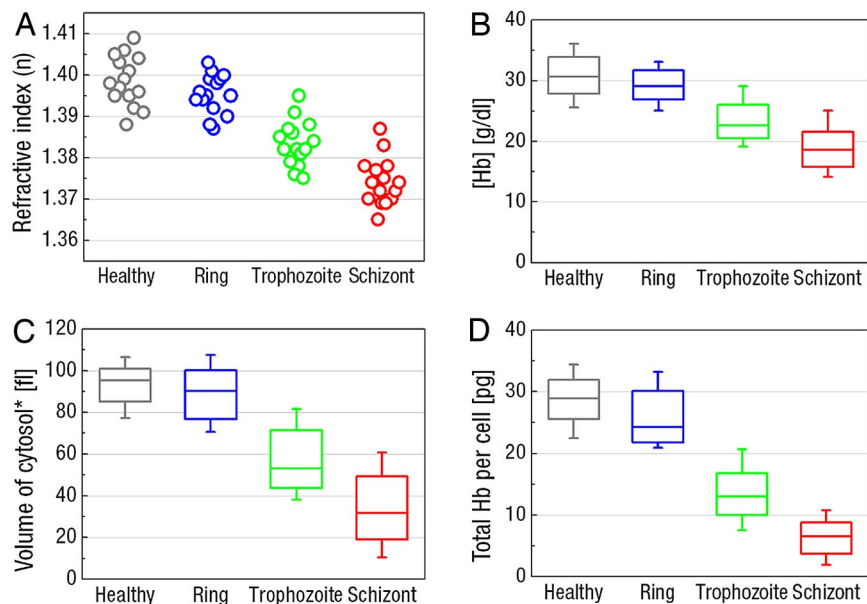 A
Refractive index (n)
1.41
1.40
1.39
1.38
1.37
1.36
Healthy Ring Trophozoite Schizont
B
[Hb] [g/dl]
40
30
20
10
0
Healthy Ring Trophozoite Schizont
C
Volume of cytosol* [fl]
120
100
80
60
40
20
0
Healthy Ring Trophozoite Schizont
D
Total Hb per cell [pg]
40
30
20
10
0
Healthy Ring Trophozoite Schizont